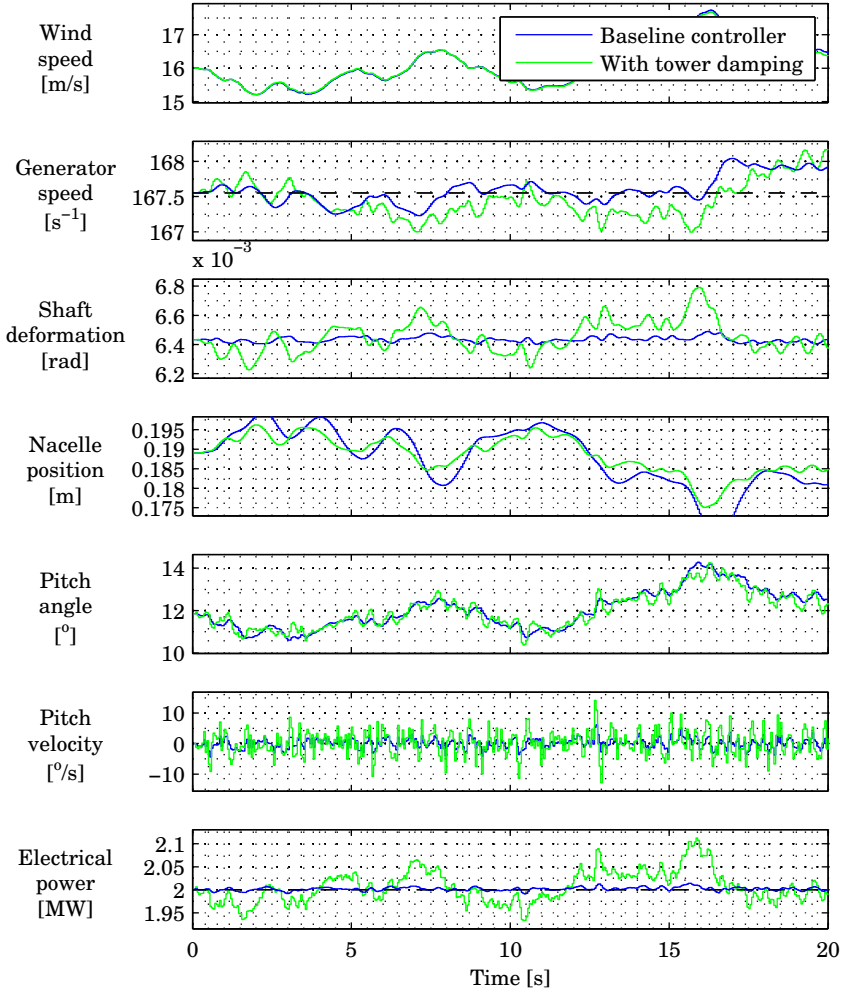 Wind
speed
[m/s]
17
16
15
Baseline controller
With tower damping
Generator
speed
[s⁻¹]
168
167.5
167
x 10⁻³
Shaft
deformation
[rad]
6.8
6.6
6.4
6.2
Nacelle
position
[m]
0.195
0.19
0.185
0.18
0.175
Pitch
angle
[º]
14
12
10
Pitch
velocity
[º/s]
10
0
−10
Electrical
power
[MW]
2.1
2.05
2
1.95
0 5 10 15 20
Time [s]